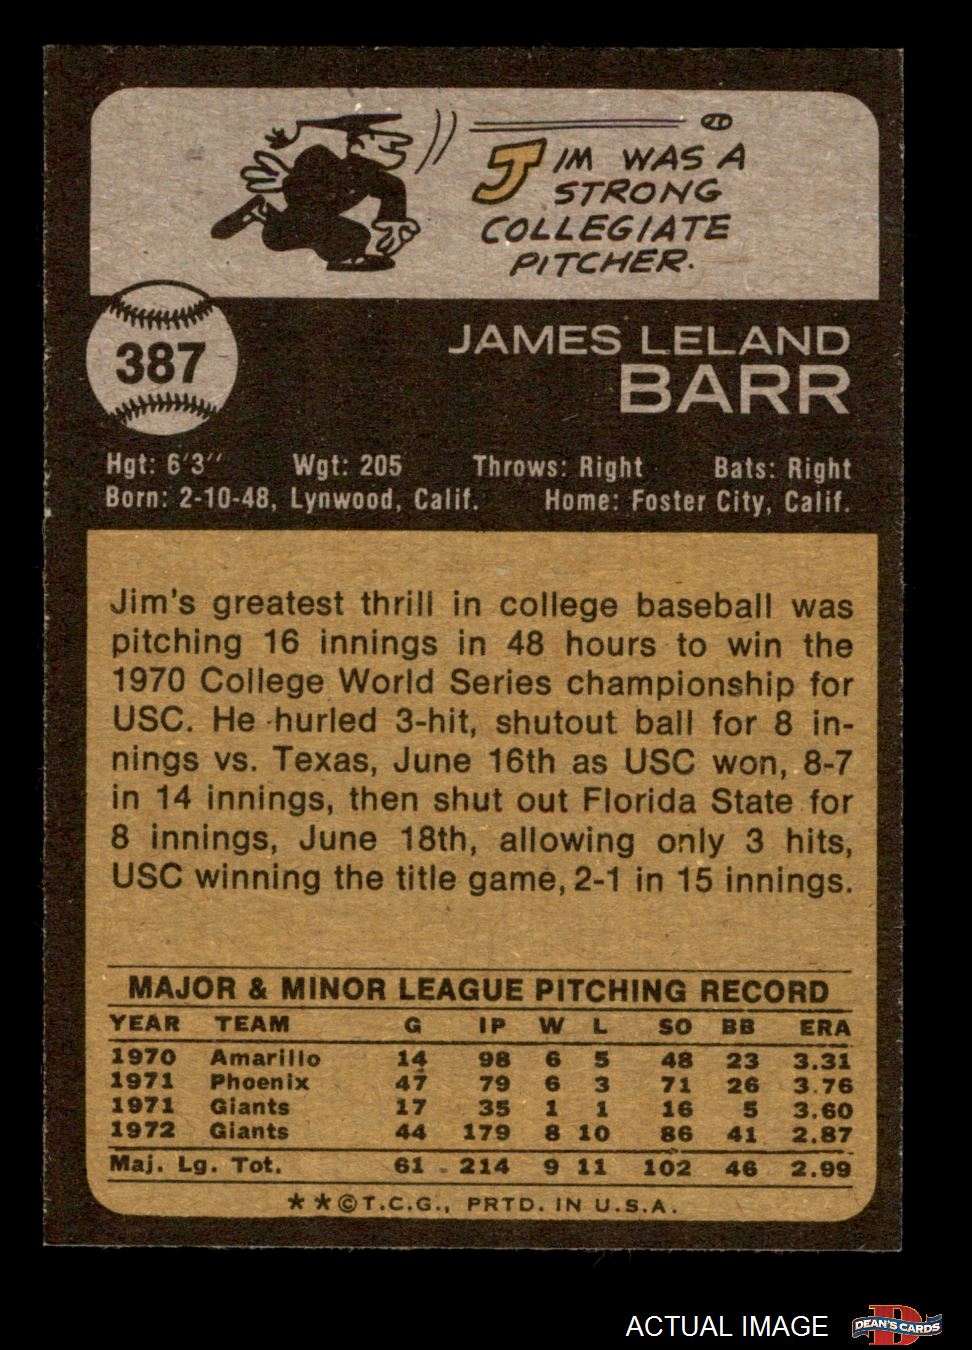 JIM WAS A
STRONG
COLLEGIATE
PITCHER.
387
JAMES LELAND
BARR
Hgt: 6'3" Wgt: 205 Throws: Right Bats: Right
Born: 2-10-48, Lynwood, Calif. Home: Foster City, Calif.
Jim's greatest thrill in college baseball was
pitching 16 innings in 48 hours to win the
1970 College World Series championship for
USC. He hurled 3-hit, shutout ball for 8 in-
nings vs. Texas, June 16th as USC won, 8-7
in 14 innings, then shut out Florida State for
8 innings, June 18th, allowing only 3 hits,
USC winning the title game, 2-1 in 15 innings.
MAJOR & MINOR LEAGUE PITCHING RECORD
YEAR TEAM G IP W L SO BB ERA
1970 Amarillo 14 98 6 5 48 23 3.31
1971 Phoenix 47 79 6 3 71 26 3.76
1971 Giants 17 35 1 1 16 5 3.60
1972 Giants 44 179 8 10 86 41 2.87
Maj. Lg. Tot. 61 214 9 11 102 46 2.99
**©T.C.G., PRTD. IN U.S.A.
ACTUAL IMAGE
D
DEAN'S CARDS